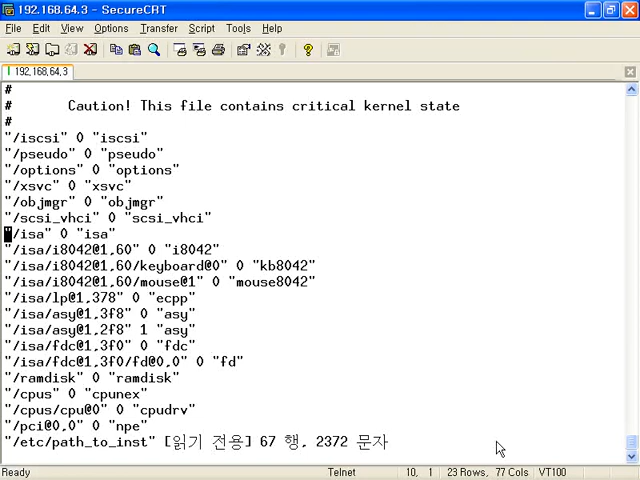 192.168.64.3 - SecureCRT
File Edit View Options Transfer Script Tools Help
192,168,64,3
#
# Caution! This file contains critical kernel state
#
"/iscsi" 0 "iscsi"
"/pseudo" 0 "pseudo"
"/options" 0 "options"
"/xsvc" 0 "xsvc"
"/objmgr" 0 "objmgr"
"/scsi_vhci" 0 "scsi_vhci"
"/isa" 0 "isa"
"/isa/i8042@1,60" 0 "i8042"
"/isa/i8042@1,60/keyboard@0" 0 "kb8042"
"/isa/i8042@1,60/mouse@1" 0 "mouse8042"
"/isa/lp@1,378" 0 "ecpp"
"/isa/asy@1,3f8" 0 "asy"
"/isa/asy@1,2f8" 1 "asy"
"/isa/fdc@1,3f0" 0 "fdc"
"/isa/fdc@1,3f0/fd@0,0" 0 "fd"
"/ramdisk" 0 "ramdisk"
"/cpus" 0 "cpunex"
"/cpus/cpu@0" 0 "cpudrv"
"/pci@0,0" 0 "npe"
"/etc/path_to_inst" [읽기 전용] 67 행, 2372 문자
Ready Telnet 10, 1 23 Rows, 77 Cols VT100